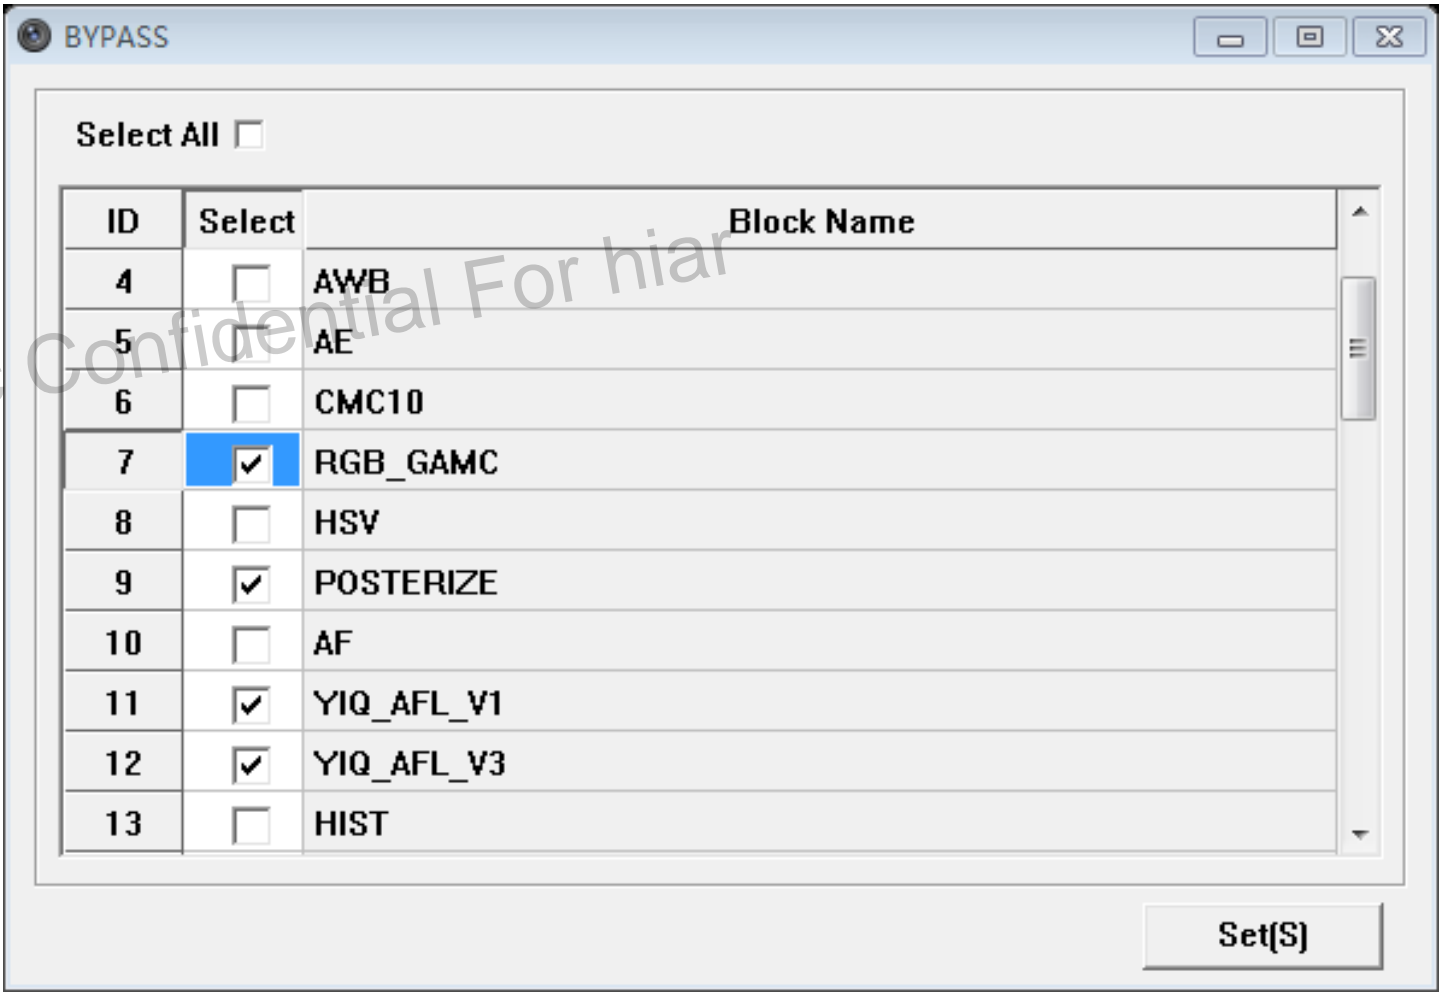 BYPASS
Select All
ID Select Block Name
4 AWB
5 AE
6 CMC10
7 RGB_GAMC
8 HSV
9 POSTERIZE
10 AF
11 YIQ_AFL_V1
12 YIQ_AFL_V3
13 HIST
Set(S)
Confidential For hiar